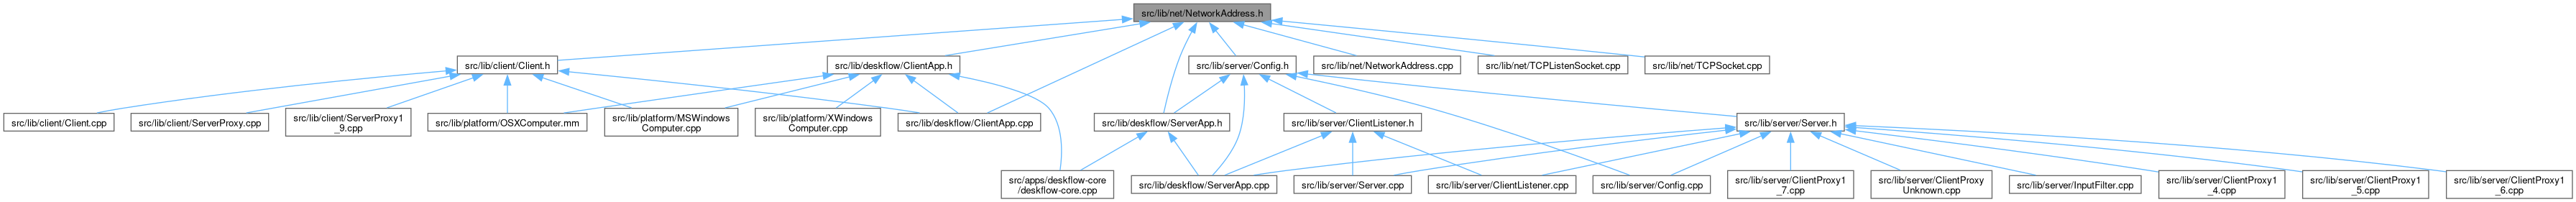 src/lib/net/NetworkAddress.h
src/lib/client/Client.h
src/lib/deskflow/ClientApp.h
src/lib/server/Config.h
src/lib/net/NetworkAddress.cpp
src/lib/net/TCPListenSocket.cpp
src/lib/net/TCPSocket.cpp
src/lib/client/Client.cpp
src/lib/client/ServerProxy.cpp
src/lib/client/ServerProxy1
_9.cpp
src/lib/platform/OSXComputer.mm
src/lib/platform/MSWindows
Computer.cpp
src/lib/platform/XWindows
Computer.cpp
src/lib/deskflow/ClientApp.cpp
src/lib/deskflow/ServerApp.h
src/lib/server/ClientListener.h
src/lib/server/Server.h
src/apps/deskflow-core
/deskflow-core.cpp
src/lib/deskflow/ServerApp.cpp
src/lib/server/Server.cpp
src/lib/server/ClientListener.cpp
src/lib/server/Config.cpp
src/lib/server/ClientProxy1
_7.cpp
src/lib/server/ClientProxy
Unknown.cpp
src/lib/server/InputFilter.cpp
src/lib/server/ClientProxy1
_4.cpp
src/lib/server/ClientProxy1
_5.cpp
src/lib/server/ClientProxy1
_6.cpp